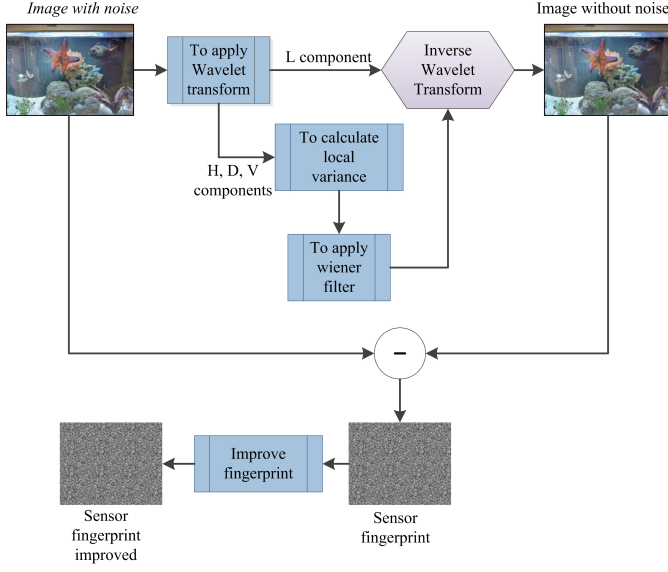 Image with noise
Image without noise
To apply
Wavelet
transform
L component
Inverse
Wavelet
Transform
H, D, V
components
To calculate
local
variance
To apply
wiener
filter
−
Improve
fingerprint
Sensor
fingerprint
improved
Sensor
fingerprint